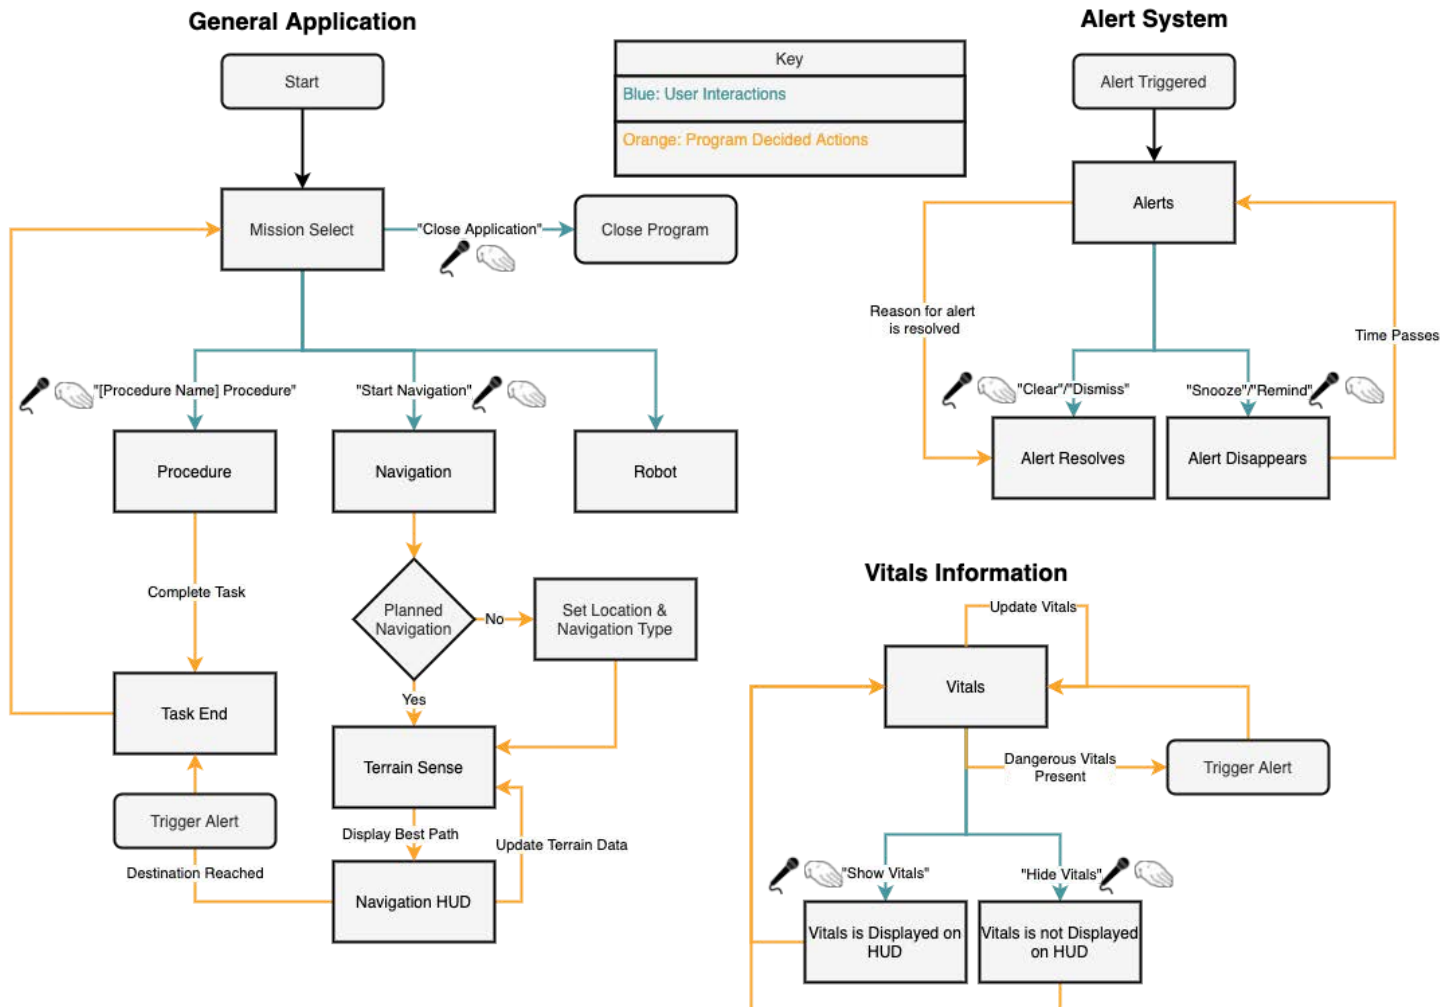 General Application
Start
Mission Select
"Close Application"
Close Program
"[Procedure Name] Procedure"
"Start Navigation"
Procedure
Navigation
Robot
Complete Task
Planned
Navigation
No
Set Location &
Navigation Type
Yes
Task End
Terrain Sense
Trigger Alert
Display Best Path
Update Terrain Data
Destination Reached
Navigation HUD
Key
Blue: User Interactions
Orange: Program Decided Actions
Alert System
Alert Triggered
Alerts
Reason for alert
is resolved
Time Passes
"Clear"/"Dismiss"
"Snooze"/"Remind"
Alert Resolves
Alert Disappears
Vitals Information
Update Vitals
Vitals
Dangerous Vitals
Present
Trigger Alert
"Show Vitals"
"Hide Vitals"
Vitals is Displayed on
HUD
Vitals is not Displayed
on HUD